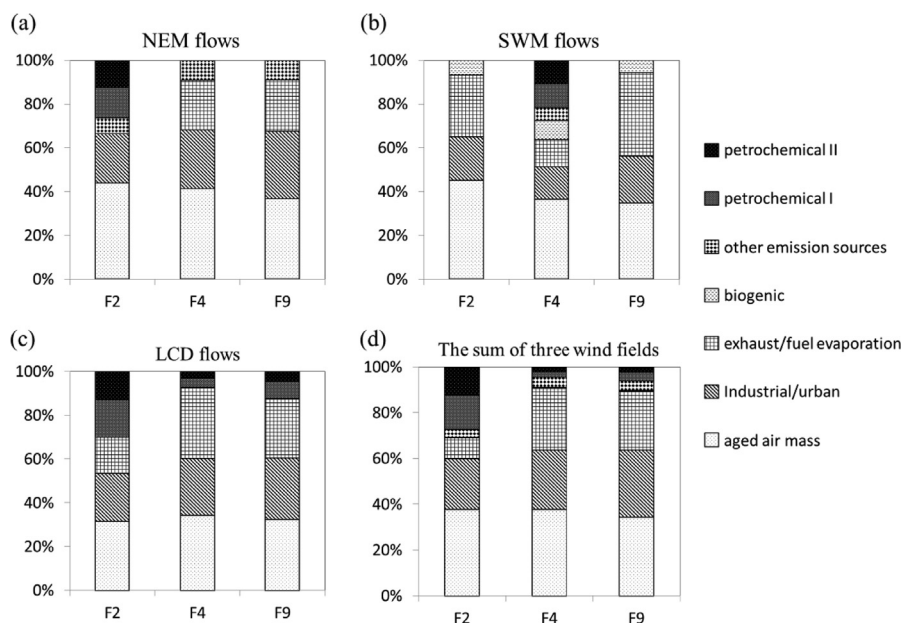 (a)
NEM flows
100%
80%
60%
40%
20%
0%
F2 F4 F9
(b)
SWM flows
100%
80%
60%
40%
20%
0%
F2 F4 F9
(c)
LCD flows
100%
80%
60%
40%
20%
0%
F2 F4 F9
(d)
The sum of three wind fields
100%
80%
60%
40%
20%
0%
F2 F4 F9
petrochemical II
petrochemical I
other emission sources
biogenic
exhaust/fuel evaporation
Industrial/urban
aged air mass